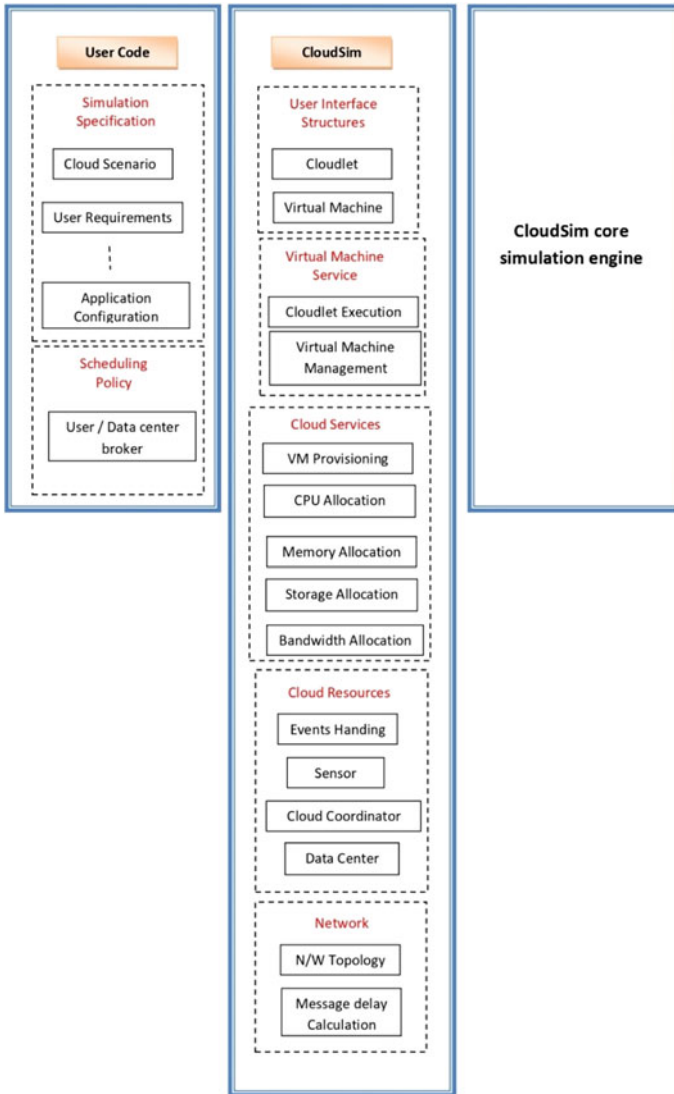 User Code
Simulation
Specification
Cloud Scenario
User Requirements
Application
Configuration
Scheduling
Policy
User / Data center
broker
CloudSim
User Interface
Structures
Cloudlet
Virtual Machine
Virtual Machine
Service
Cloudlet Execution
Virtual Machine
Management
Cloud Services
VM Provisioning
CPU Allocation
Memory Allocation
Storage Allocation
Bandwidth Allocation
Cloud Resources
Events Handing
Sensor
Cloud Coordinator
Data Center
Network
N/W Topology
Message delay
Calculation
CloudSim core
simulation engine